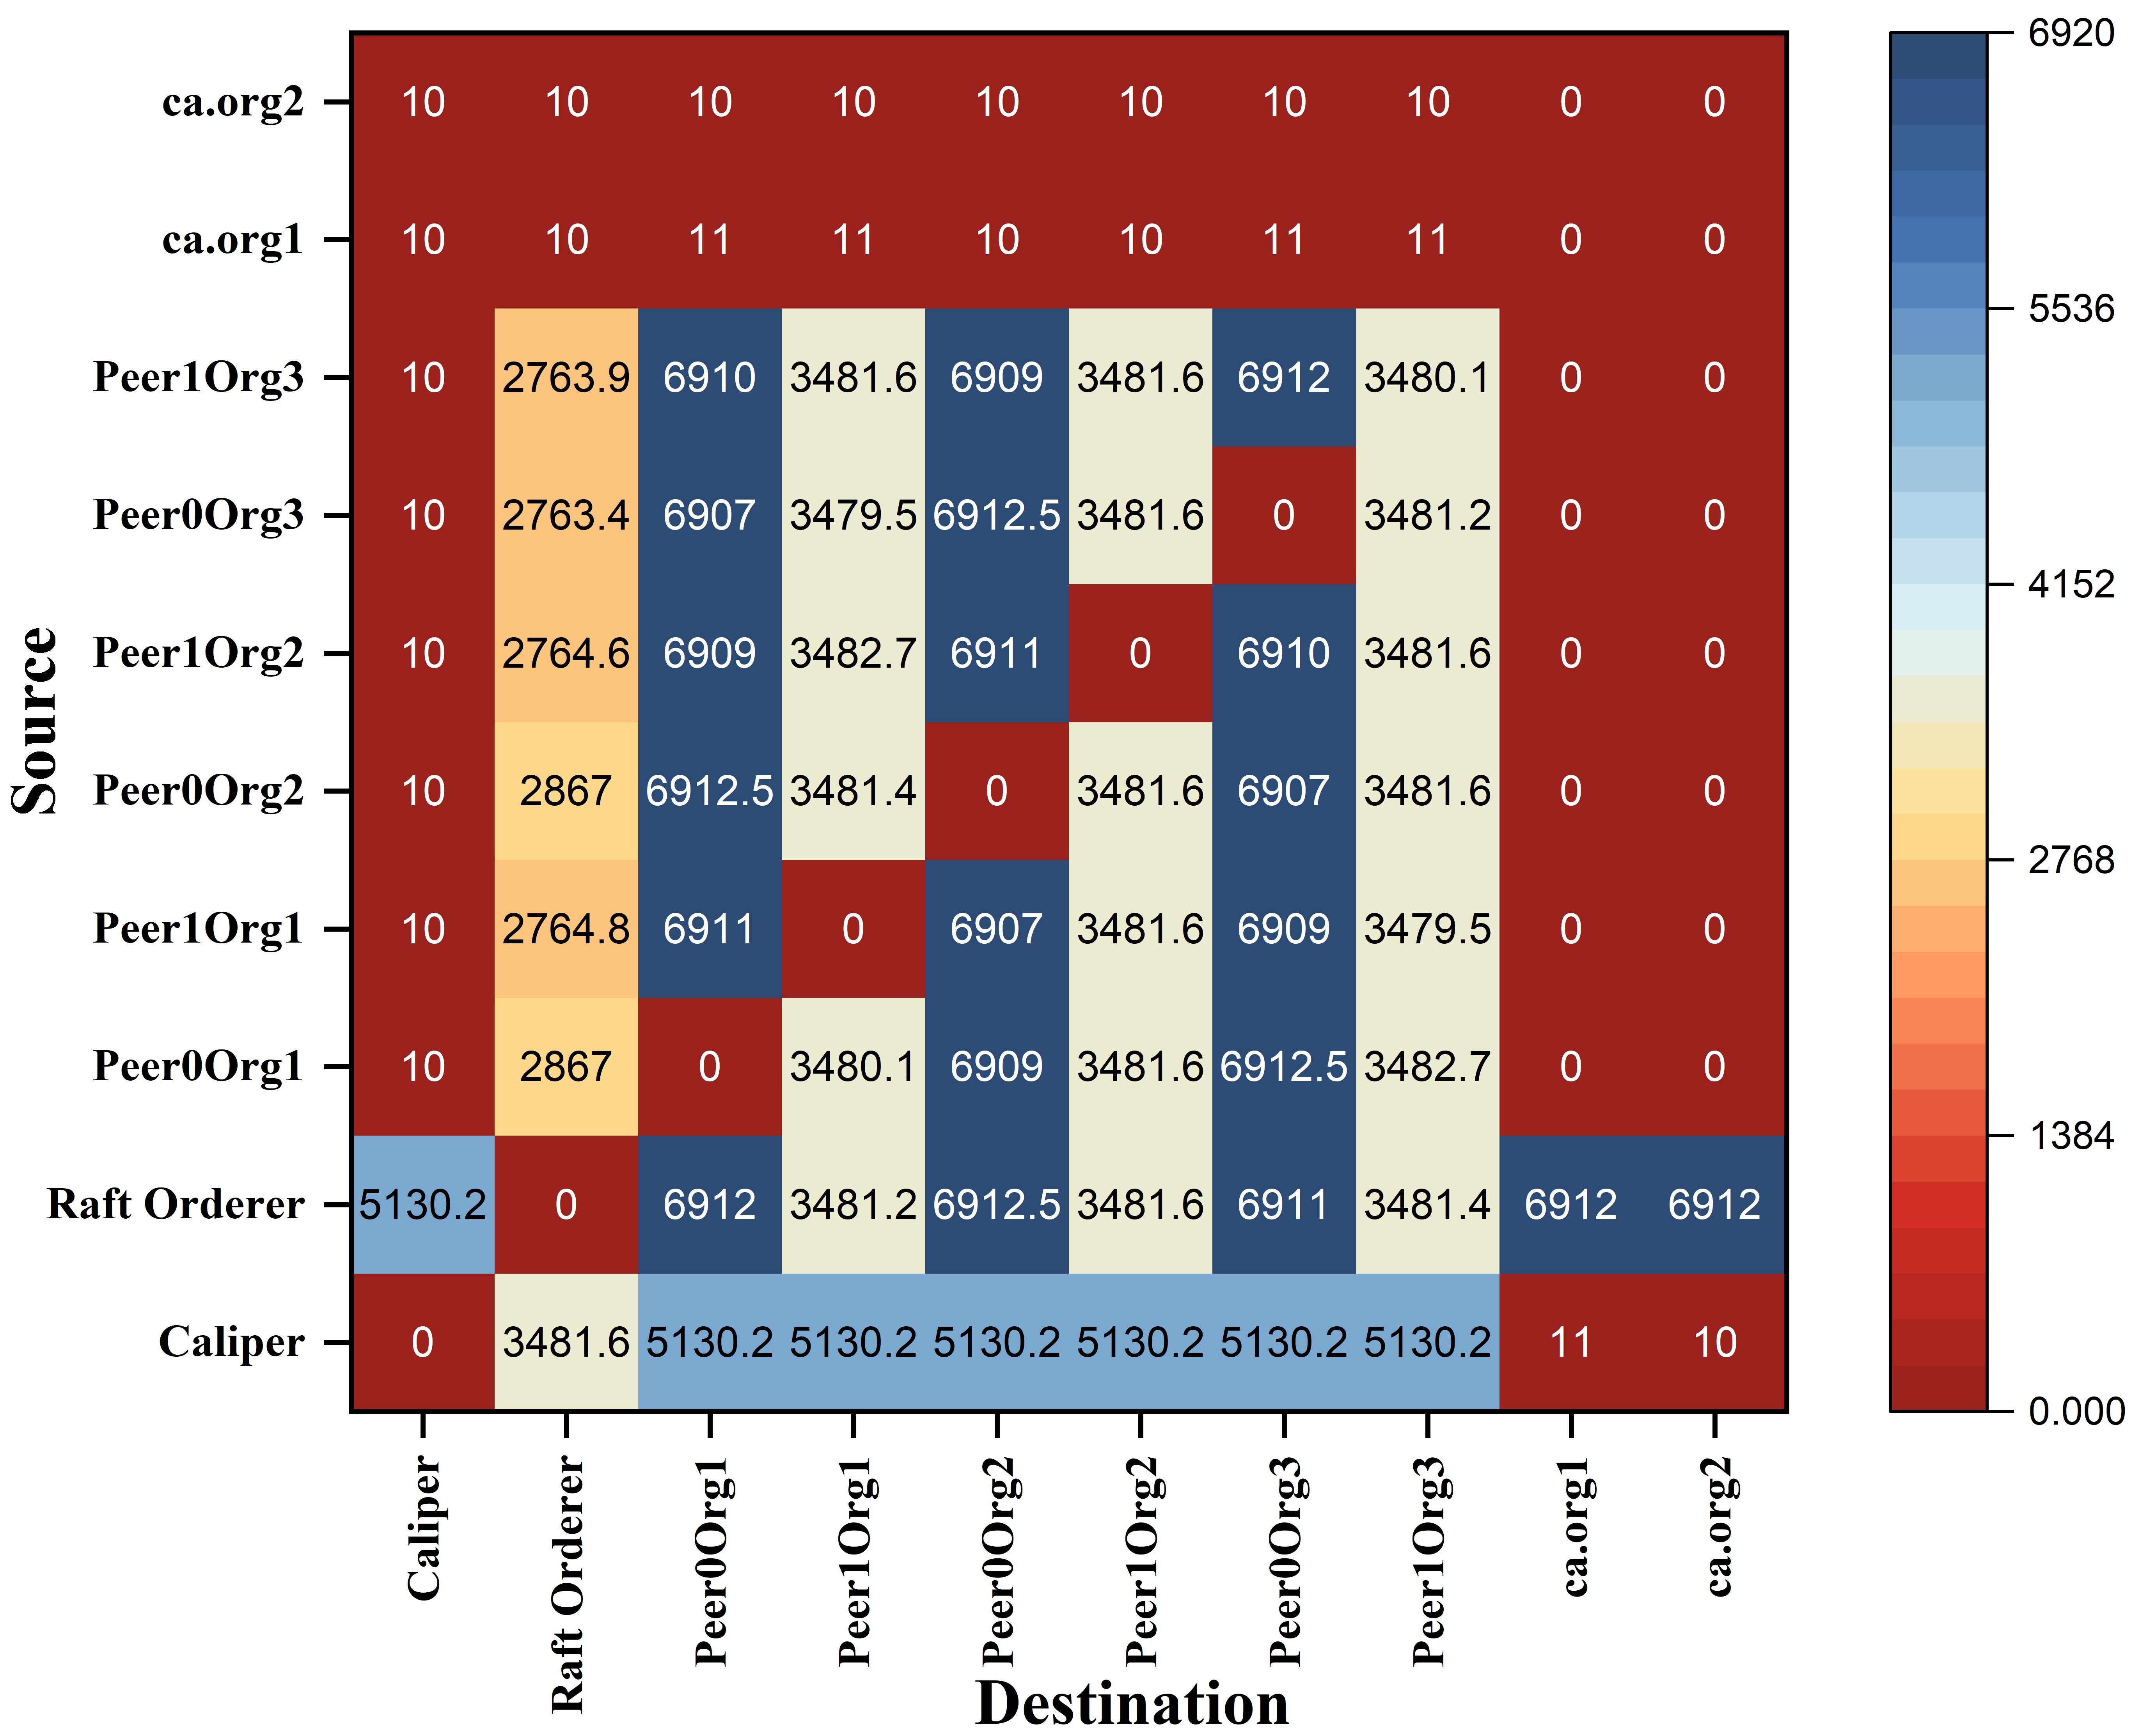 ca.org2 10 10 10 10 10 10 10 10 0 0
ca.org1 10 10 11 11 10 10 11 11 0 0
Peer1Org3 10 2763.9 6910 3481.6 6909 3481.6 6912 3480.1 0 0
Peer0Org3 10 2763.4 6907 3479.5 6912.5 3481.6 0 3481.2 0 0
Peer1Org2 10 2764.6 6909 3482.7 6911 0 6910 3481.6 0 0
Peer0Org2 10 2867 6912.5 3481.4 0 3481.6 6907 3481.6 0 0
Peer1Org1 10 2764.8 6911 0 6907 3481.6 6909 3479.5 0 0
Peer0Org1 10 2867 0 3480.1 6909 3481.6 6912.5 3482.7 0 0
Raft Orderer 5130.2 0 6912 3481.2 6912.5 3481.6 6911 3481.4 6912 6912
Caliper 0 3481.6 5130.2 5130.2 5130.2 5130.2 5130.2 5130.2 11 10
Source
Caliper
Raft Orderer
Peer0Org1
Peer1Org1
Peer0Org2
Peer1Org2
Peer0Org3
Peer1Org3
ca.org1
ca.org2
Destination
6920
5536
4152
2768
1384
0.000